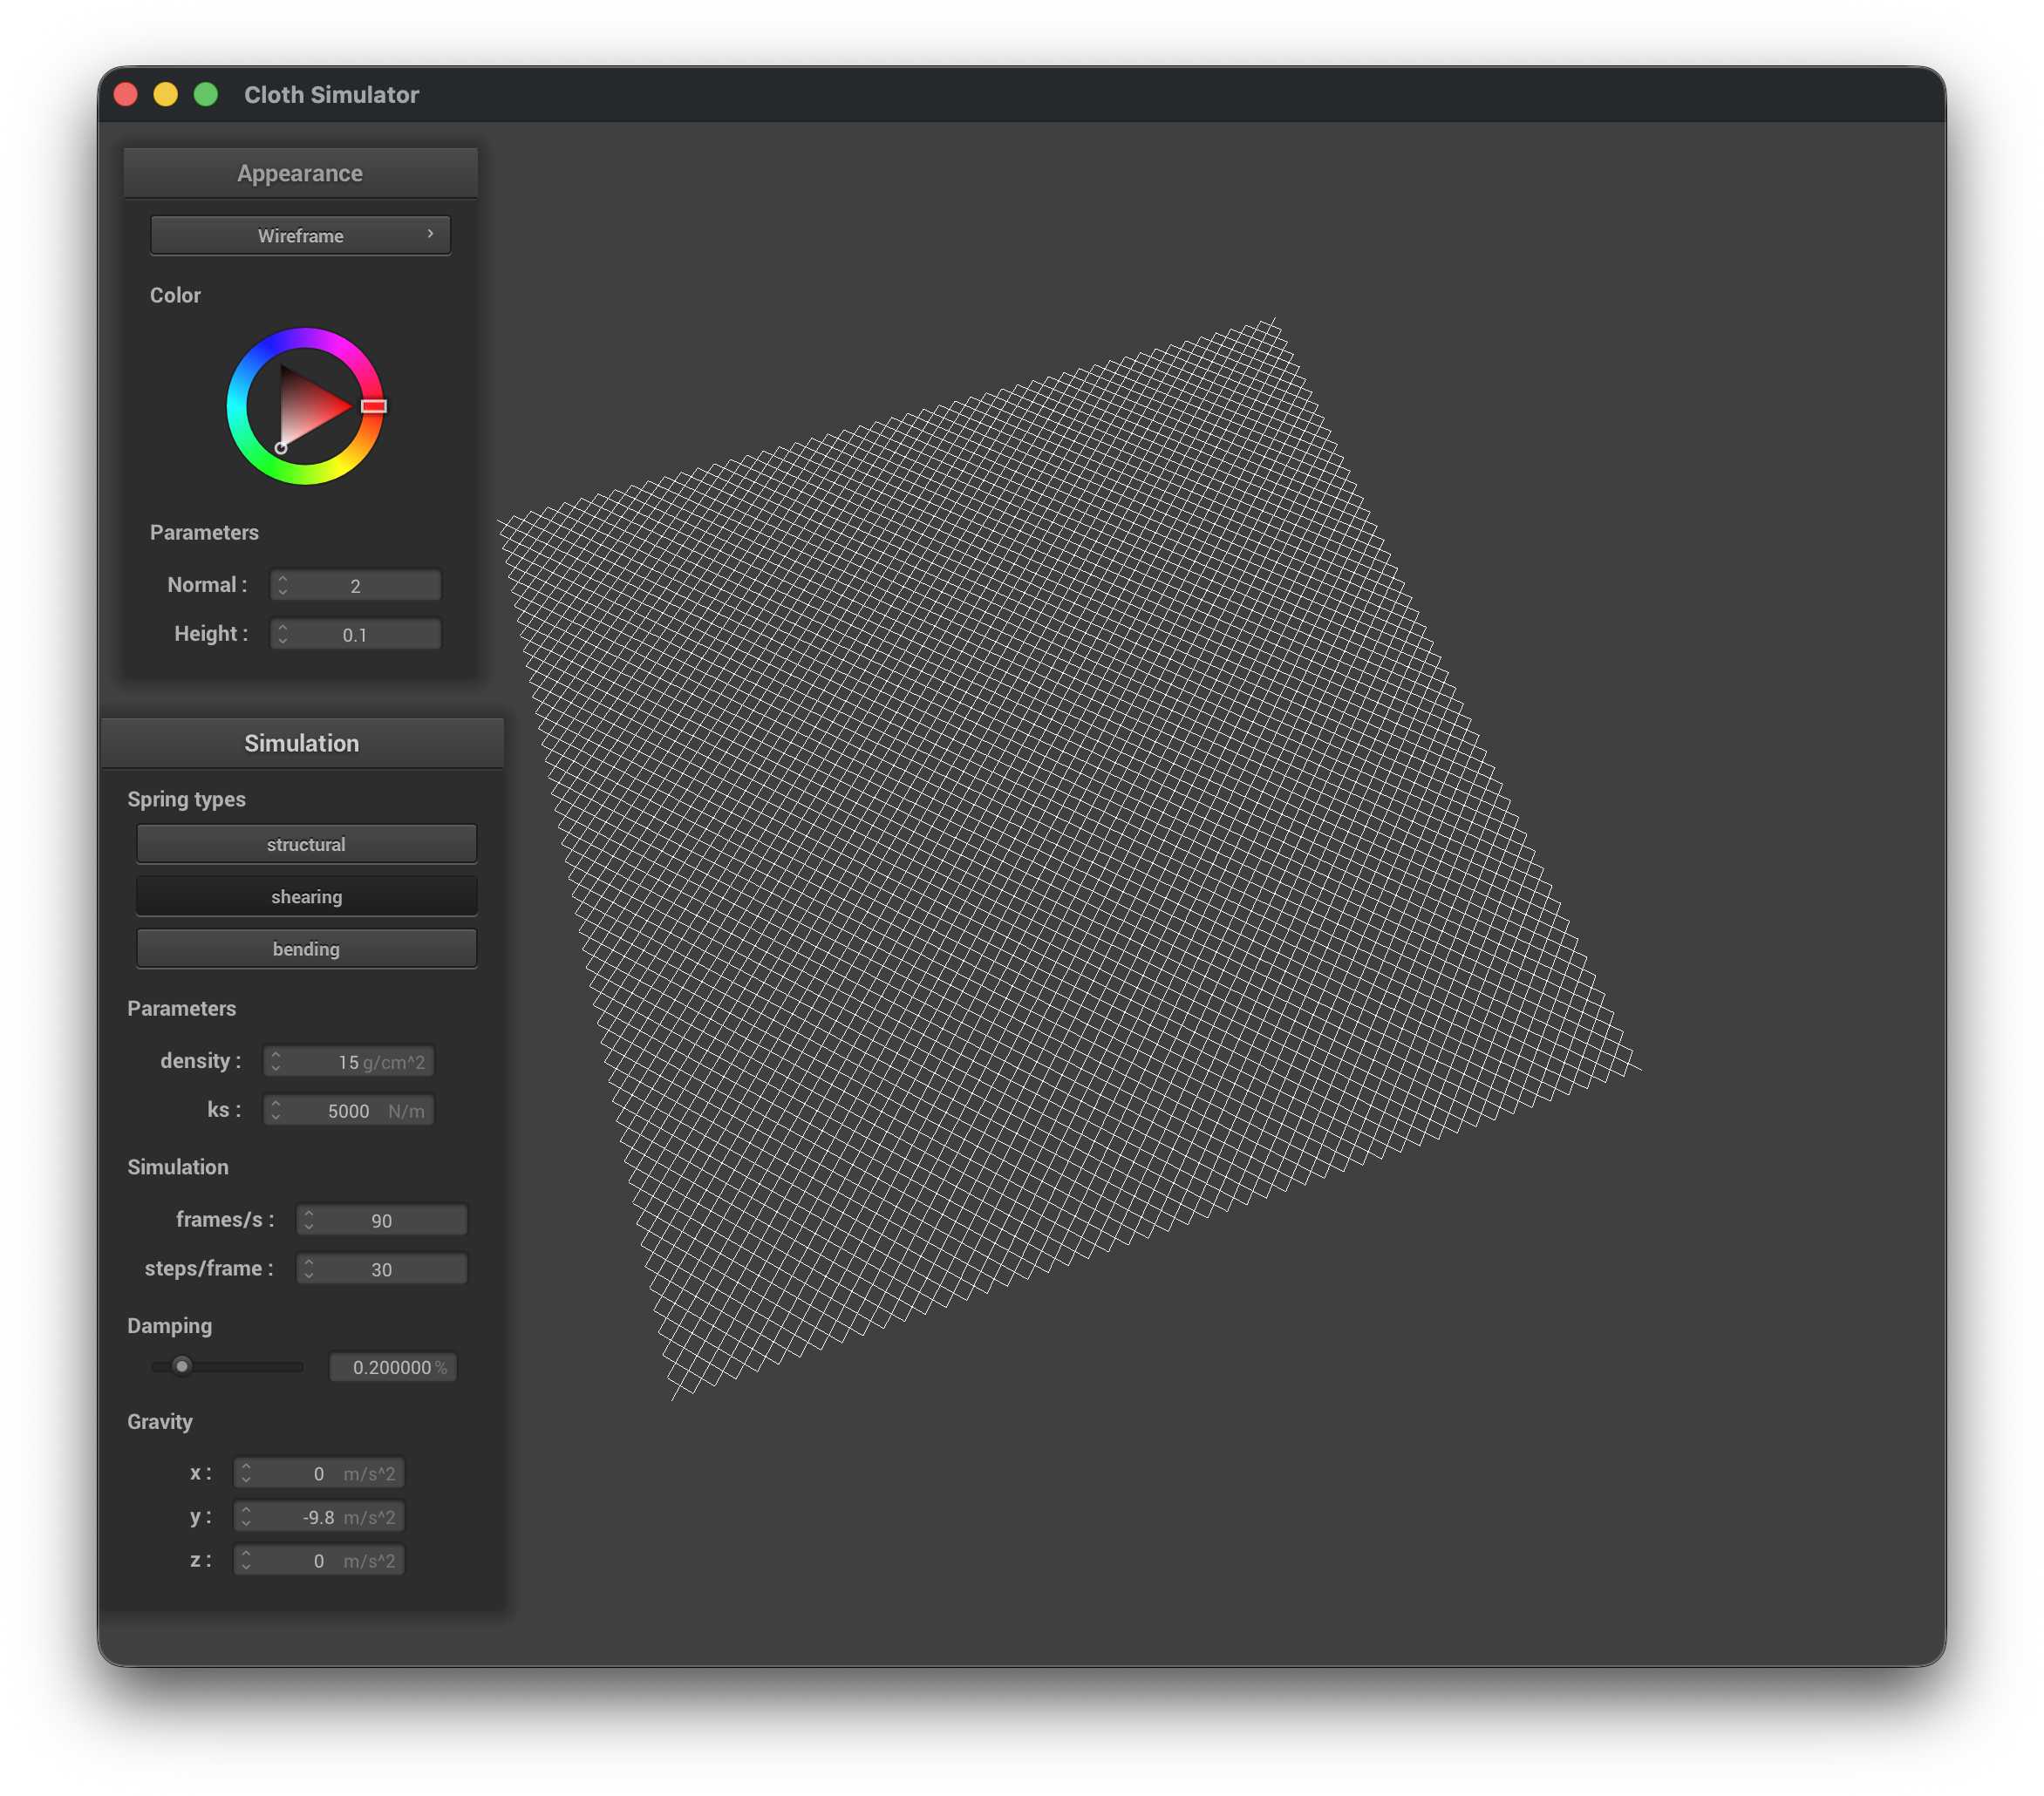 Cloth Simulator
Appearance
Wireframe
Color
Parameters
Normal : 2
Height : 0.1
Simulation
Spring types
structural
shearing
bending
Parameters
density : 15 g/cm^2
ks : 5000 N/m
Simulation
frames/s : 90
steps/frame : 30
Damping
0.200000 %
Gravity
x : 0 m/s^2
y : -9.8 m/s^2
z : 0 m/s^2